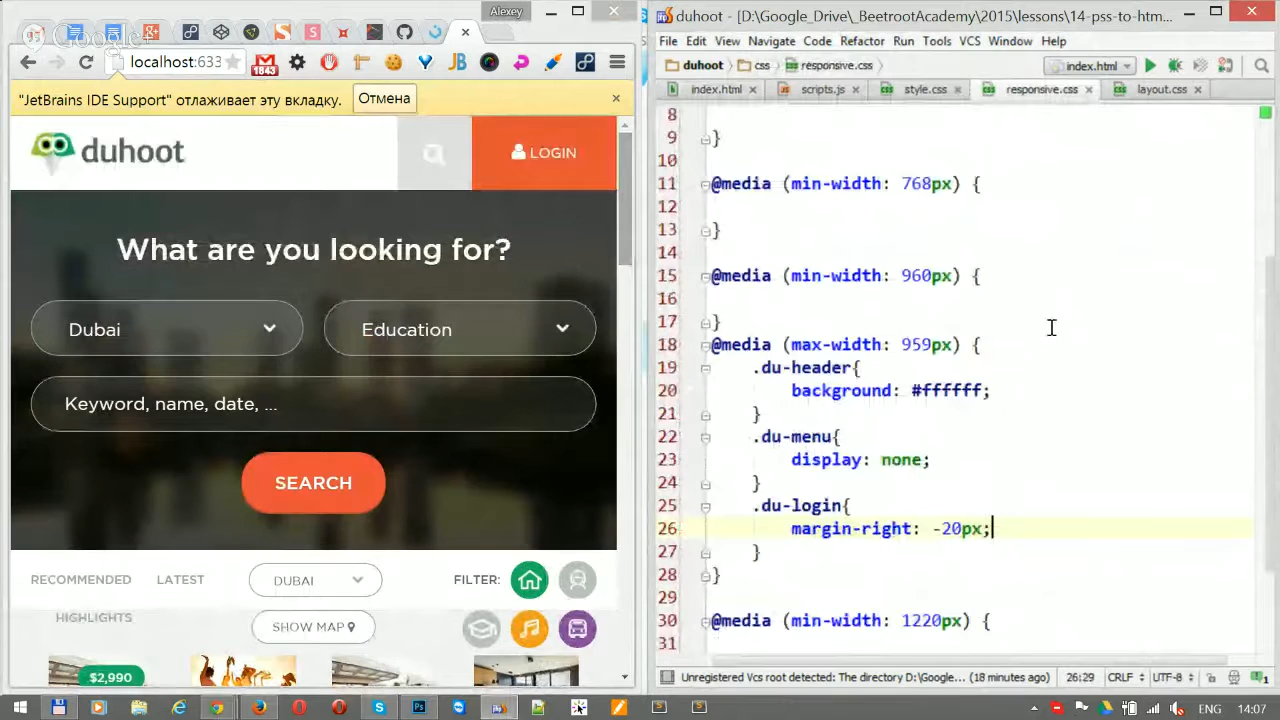 Alexey
Google+
localhost:633
1843
"JetBrains IDE Support" отлаживает эту вкладку.
Отмена
duhoot
LOGIN
What are you looking for?
Dubai
Education
Keyword, name, date, ...
SEARCH
RECOMMENDED
LATEST
DUBAI
FILTER:
HIGHLIGHTS
SHOW MAP
$2,990
duhoot - [D:\Google_Drive\_BeetrootAcademy\2015\lessons\14-pss-to-htm...
File Edit View Navigate Code Refactor Run Tools VCS Window Help
duhoot css responsive.css
index.html
index.html scripts.js style.css responsive.css layout.css
8
9 }
10
11 @media (min-width: 768px) {
12
13 }
14
15 @media (min-width: 960px) {
16
17 }
18 @media (max-width: 959px) {
19 .du-header{
20 background: #ffffff;
21 }
22 .du-menu{
23 display: none;
24 }
25 .du-login{
26 margin-right: -20px;
27 }
28 }
29
30 @media (min-width: 1220px) {
31
Unregistered Vcs root detected: The directory D:\Google... (18 minutes ago) 26:29 CRLF UTF-8
ENG 14:07